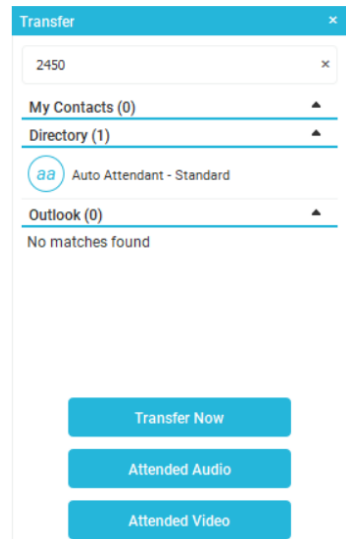 Transfer ×
2450 ×
My Contacts (0)
Directory (1)
aa Auto Attendant - Standard
Outlook (0)
No matches found
Transfer Now
Attended Audio
Attended Video